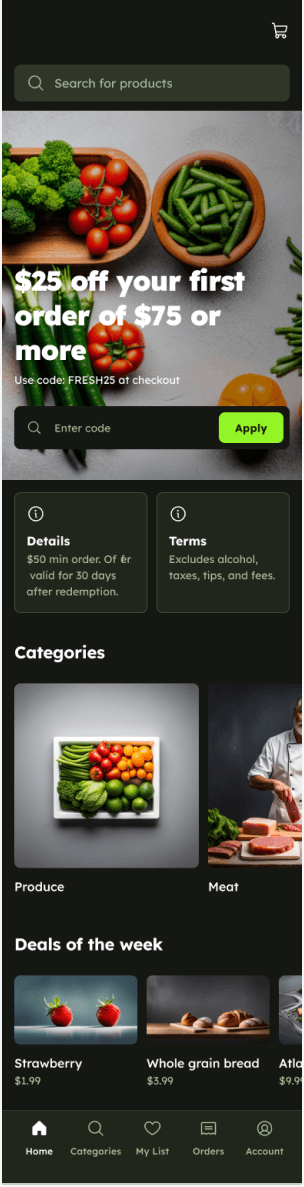 Search for products
$25 off your first
order of $75 or
more
Use code: FRESH25 at checkout
Enter code
Apply
Details
$50 min order. Of er
valid for 30 days
after redemption.
Terms
Excludes alcohol,
taxes, tips, and fees.
Categories
Produce
Meat
Deals of the week
Strawberry
$1.99
Whole grain bread
$3.99
Atla
$9.99
Home
Categories
My List
Orders
Account